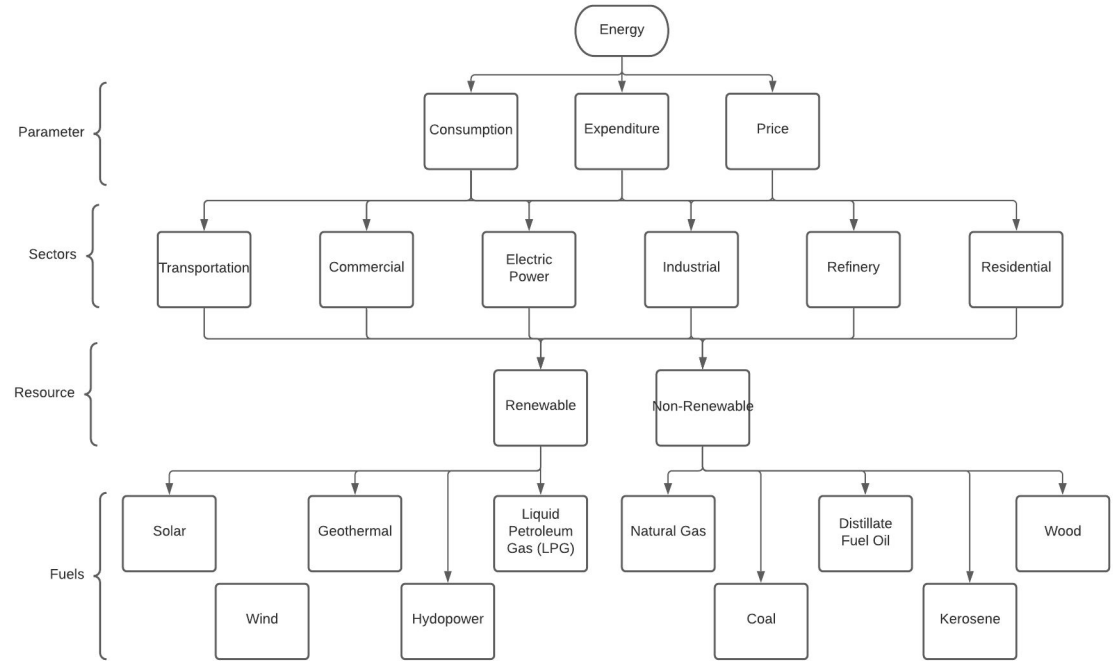 Energy
Parameter
Consumption
Expenditure
Price
Sectors
Transportation
Commercial
Electric
Power
Industrial
Refinery
Residential
Resource
Renewable
Non-Renewable
Fuels
Solar
Geothermal
Liquid
Petroleum
Gas (LPG)
Natural Gas
Distillate
Fuel Oil
Wood
Wind
Hydopower
Coal
Kerosene